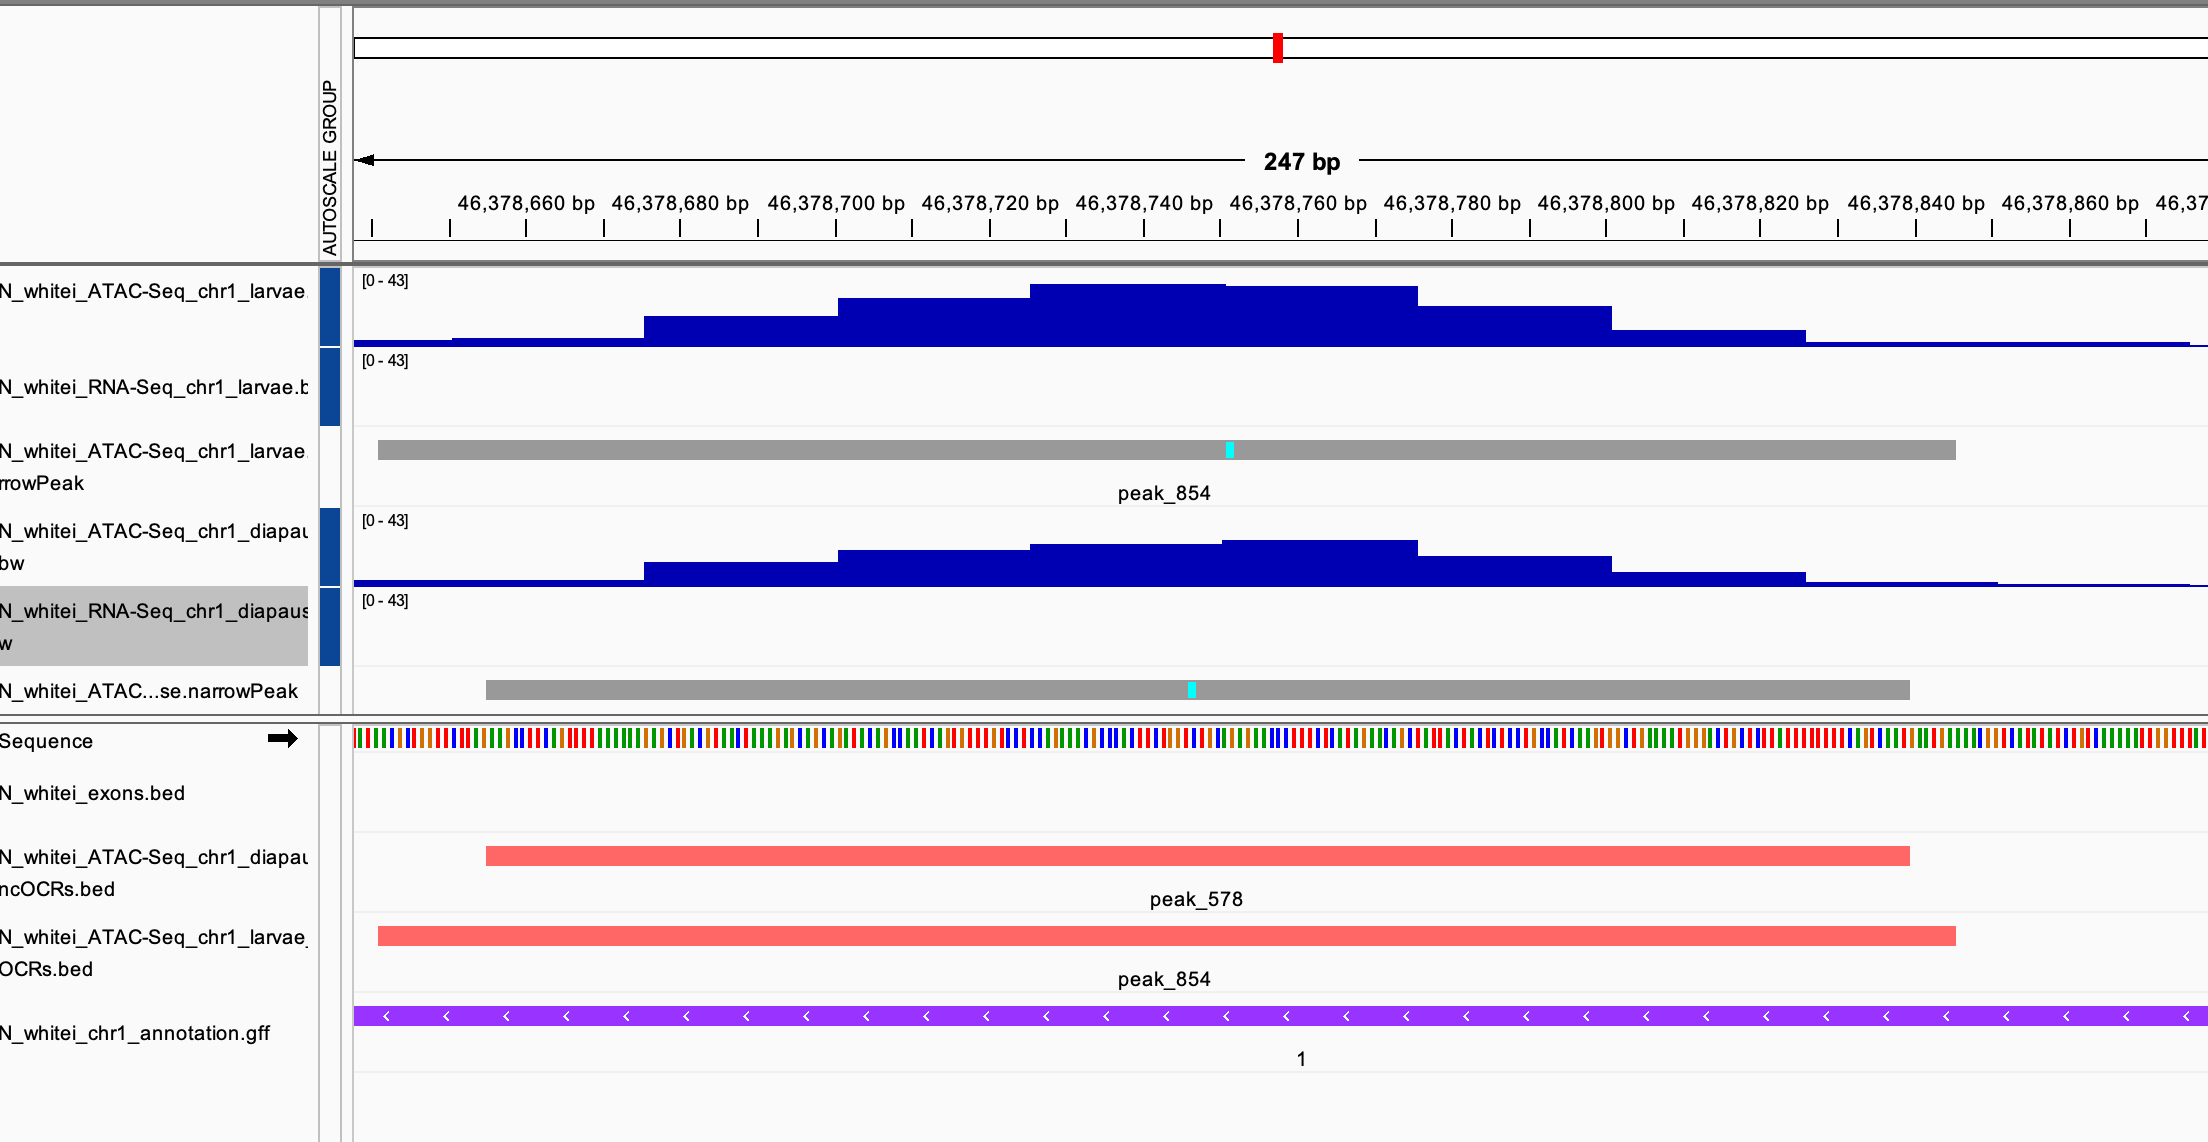 AUTOSCALE GROUP
247 bp
46,378,660 bp 46,378,680 bp 46,378,700 bp 46,378,720 bp 46,378,740 bp 46,378,760 bp 46,378,780 bp 46,378,800 bp 46,378,820 bp 46,378,840 bp 46,378,860 bp 46,37
N_whitei_ATAC-Seq_chr1_larvae.
[0 - 43]
N_whitei_RNA-Seq_chr1_larvae.b
[0 - 43]
N_whitei_ATAC-Seq_chr1_larvae.
rrowPeak
peak_854
N_whitei_ATAC-Seq_chr1_diapau
bw
[0 - 43]
N_whitei_RNA-Seq_chr1_diapaus
w
[0 - 43]
N_whitei_ATAC...se.narrowPeak
Sequence
N_whitei_exons.bed
N_whitei_ATAC-Seq_chr1_diapau
ncOCRs.bed
peak_578
N_whitei_ATAC-Seq_chr1_larvae_
OCRs.bed
peak_854
N_whitei_chr1_annotation.gff
1